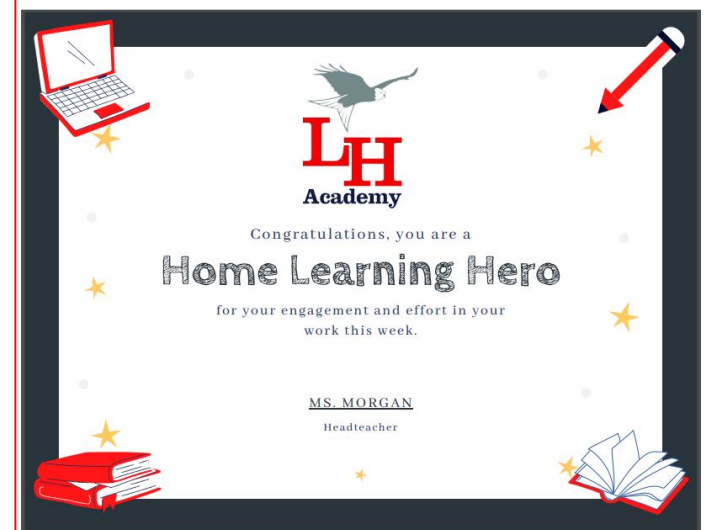 LH
Academy
Congratulations, you are a
Home Learning Hero
for your engagement and effort in your
work this week.
MS. MORGAN
Headteacher